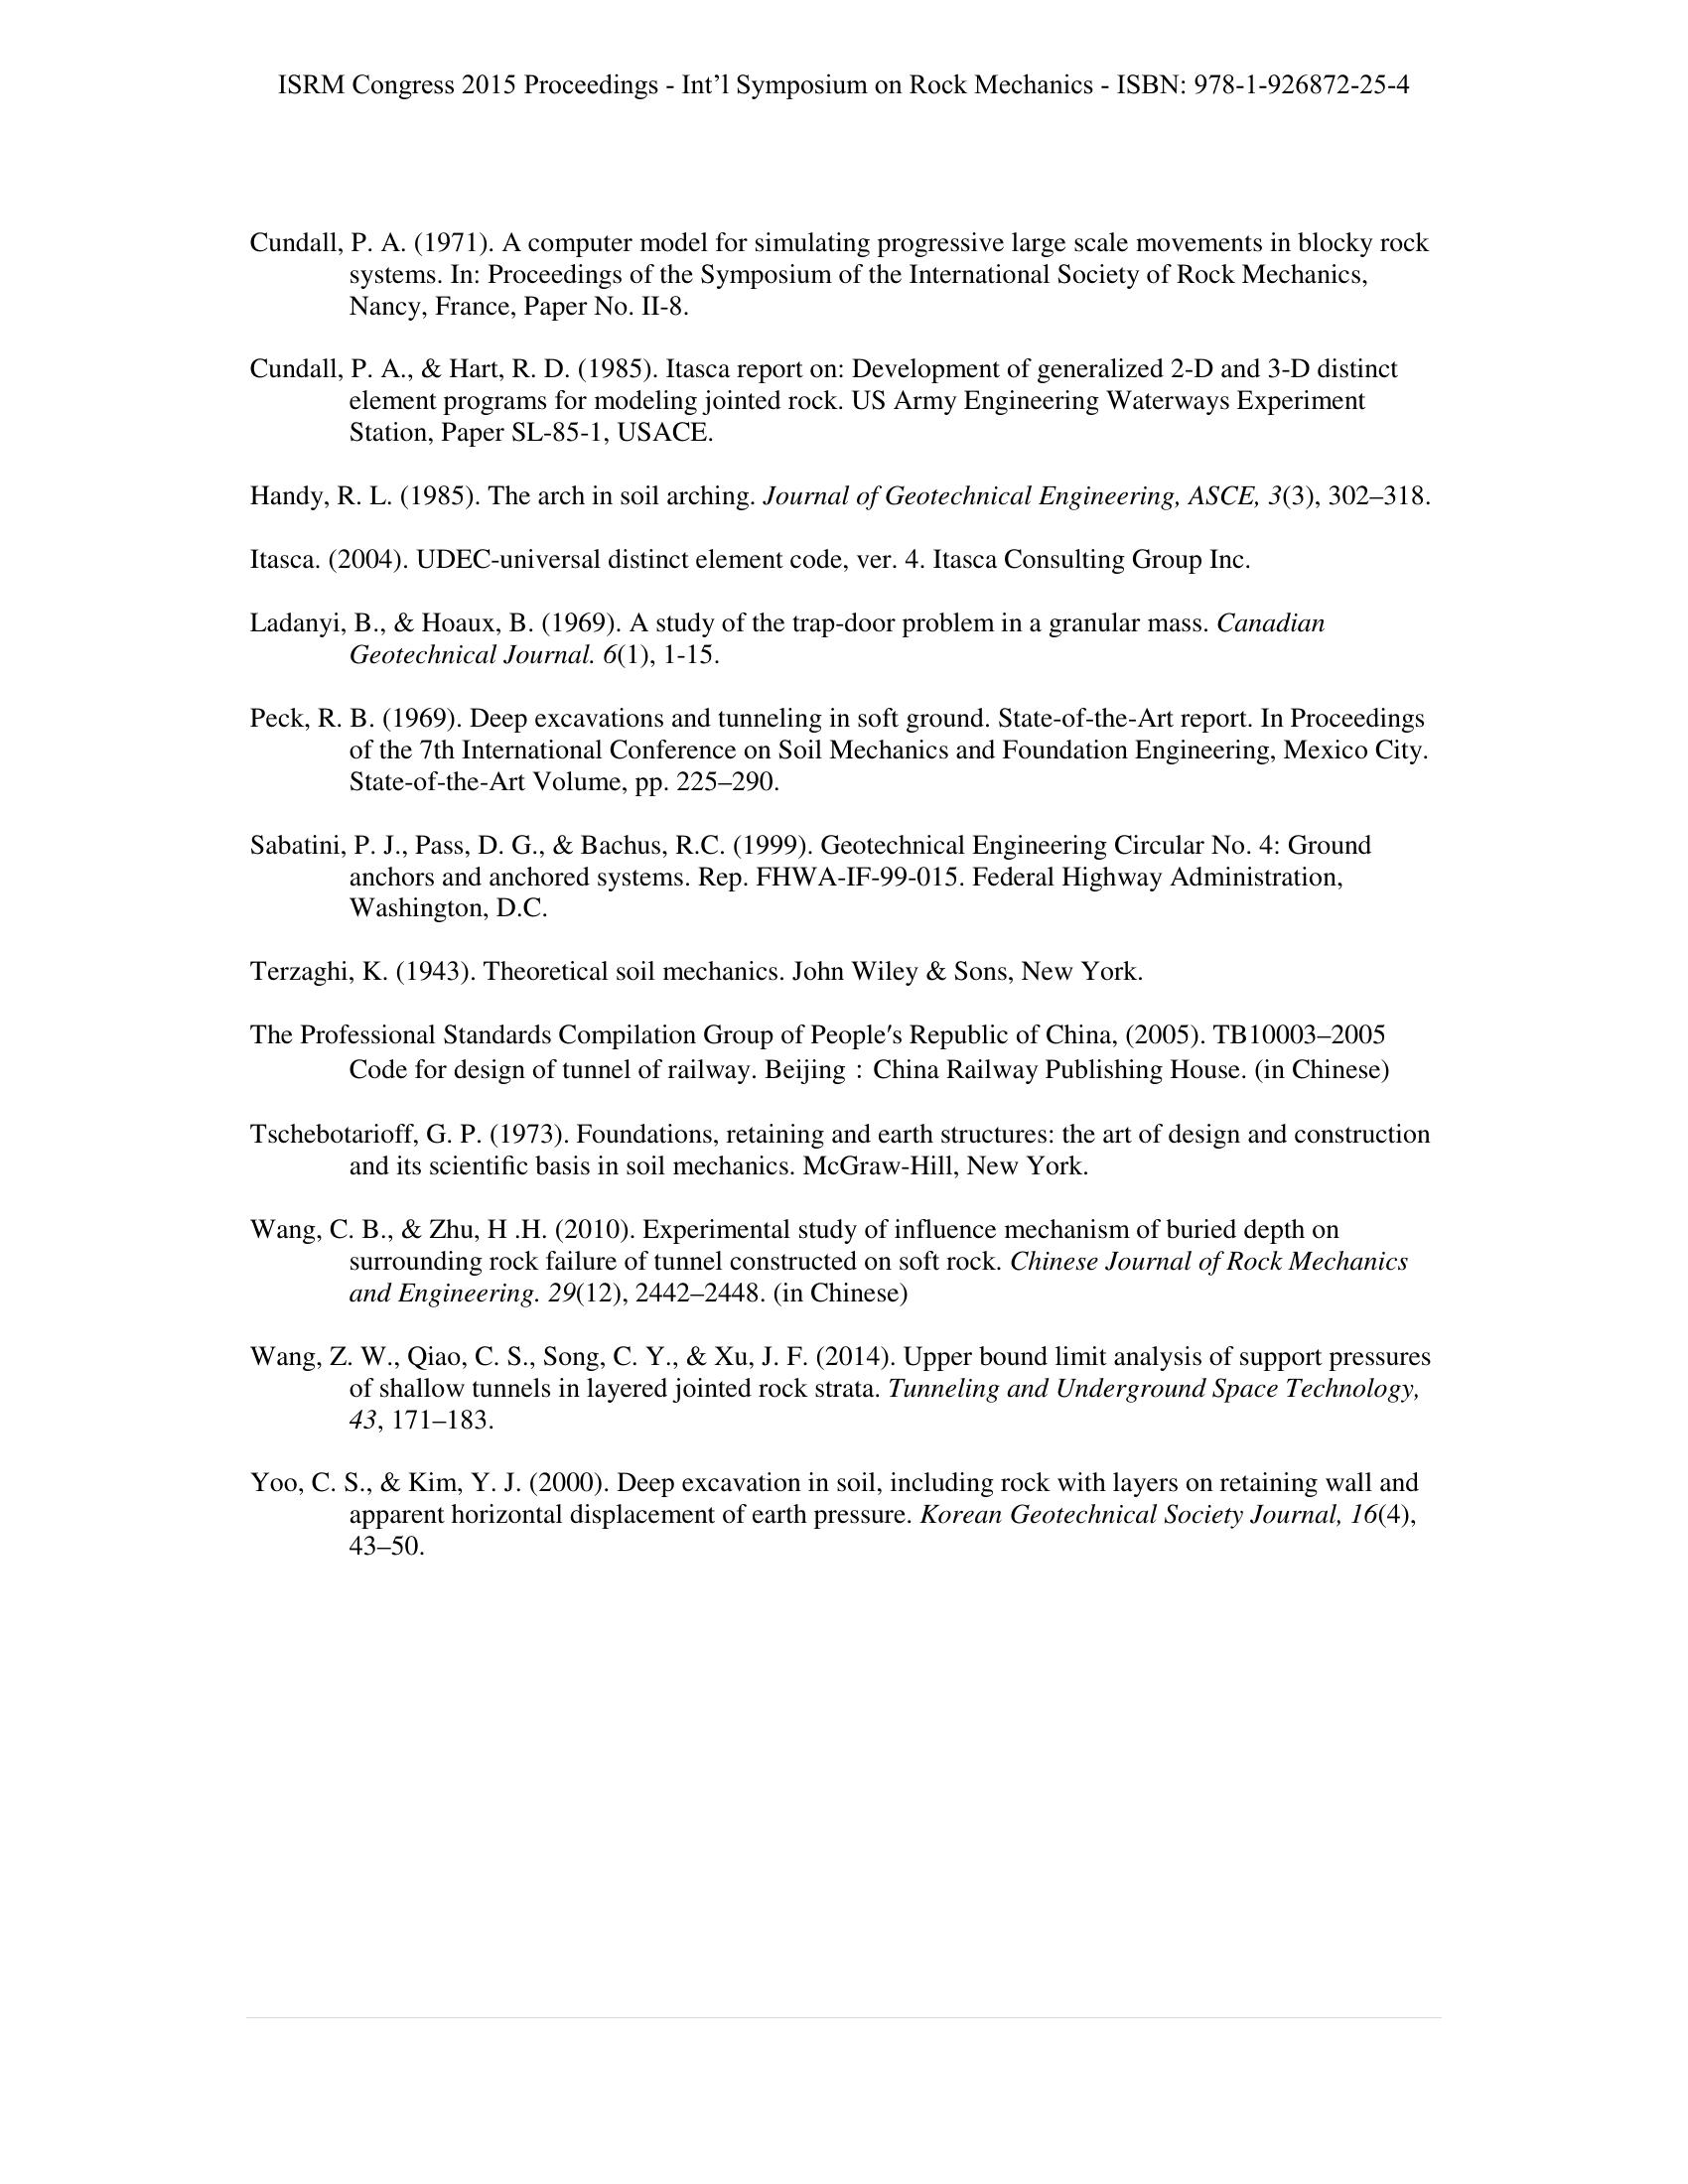 ISRM Congress 2015 Proceedings - Int’l Symposium on Rock Mechanics - ISBN: 978-1-926872-25-4
Cundall, P. A. (1971). A computer model for simulating progressive large scale movements in blocky rock
systems. In: Proceedings of the Symposium of the International Society of Rock Mechanics,
Nancy, France, Paper No. II-8.
Cundall, P. A., & Hart, R. D. (1985). Itasca report on: Development of generalized 2-D and 3-D distinct
element programs for modeling jointed rock. US Army Engineering Waterways Experiment
Station, Paper SL-85-1, USACE.
Handy, R. L. (1985). The arch in soil arching. Journal of Geotechnical Engineering, ASCE, 3(3), 302–318.
Itasca. (2004). UDEC-universal distinct element code, ver. 4. Itasca Consulting Group Inc.
Ladanyi, B., & Hoaux, B. (1969). A study of the trap-door problem in a granular mass. Canadian
Geotechnical Journal. 6(1), 1-15.
Peck, R. B. (1969). Deep excavations and tunneling in soft ground. State-of-the-Art report. In Proceedings
of the 7th International Conference on Soil Mechanics and Foundation Engineering, Mexico City.
State-of-the-Art Volume, pp. 225–290.
Sabatini, P. J., Pass, D. G., & Bachus, R.C. (1999). Geotechnical Engineering Circular No. 4: Ground
anchors and anchored systems. Rep. FHWA-IF-99-015. Federal Highway Administration,
Washington, D.C.
Terzaghi, K. (1943). Theoretical soil mechanics. John Wiley & Sons, New York.
The Professional Standards Compilation Group of People′s Republic of China, (2005). TB10003–2005
Code for design of tunnel of railway. Beijing：China Railway Publishing House. (in Chinese)
Tschebotarioff, G. P. (1973). Foundations, retaining and earth structures: the art of design and construction
and its scientific basis in soil mechanics. McGraw-Hill, New York.
Wang, C. B., & Zhu, H .H. (2010). Experimental study of influence mechanism of buried depth on
surrounding rock failure of tunnel constructed on soft rock. Chinese Journal of Rock Mechanics
and Engineering. 29(12), 2442–2448. (in Chinese)
Wang, Z. W., Qiao, C. S., Song, C. Y., & Xu, J. F. (2014). Upper bound limit analysis of support pressures
of shallow tunnels in layered jointed rock strata. Tunneling and Underground Space Technology,
43, 171–183.
Yoo, C. S., & Kim, Y. J. (2000). Deep excavation in soil, including rock with layers on retaining wall and
apparent horizontal displacement of earth pressure. Korean Geotechnical Society Journal, 16(4),
43–50.